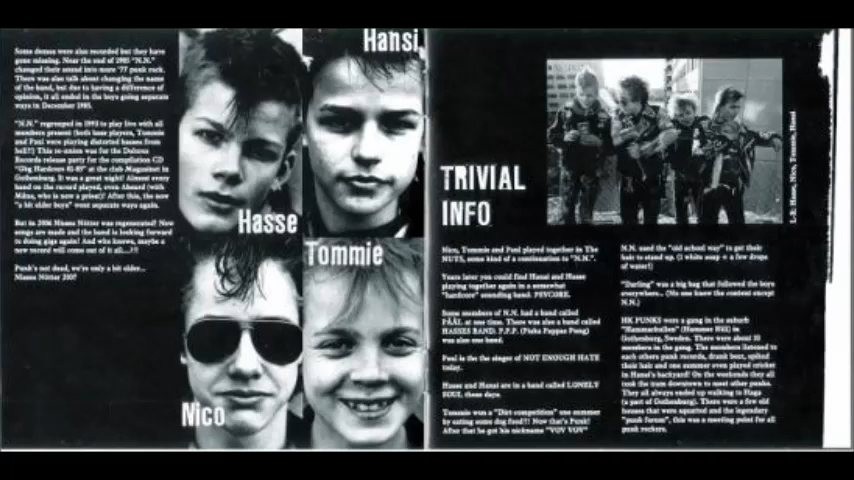 Some demos were also recorded but they have
gone missing. Near the end of 1985 "N.N."
changed their sound into more '77 punk rock.
There was also talk about changing the name
of the band, but due to having a difference of
opinion, it all ended in the boys going separate
ways in December 1985.
"N.N." regrouped in 1993 to play live with all
members present (both bass players, Tommie
and Paul were playing distorted basses from
hell!!) This re-union was for the Dolores
Records release party for the compilation CD
"Gbg Hardcore 81-85" at the club Magasinet in
Gothenburg. It was a great night! Almost every
band on the record played, even Absurd (with
Milou, who is now a priest)! After this, the now
"a bit older boys" went separate ways again.
But in 2006 Nisses Nötter was regenerated! New
songs are made and the band is looking forward
to doing gigs again! And who knows, maybe a
new record will come out of it all...!!
Punk's not dead, we're only a bit older...
Nisses Nötter 2007
Hasse
Hansi
Nico
Tommie
TRIVIAL
INFO
L-R: Hasse, Nico, Tommie, Hansi
Nico, Tommie and Paul played together in The
NUTS, some kind of a continuation to "N.N.".
Years later you could find Hansi and Hasse
playing together again in a somewhat
"hardcore" sounding band. PSYCORE.
Some members of N.N. had a band called
PÅÅL at one time. There was also a band called
HASSES BAND. P.P.P. (Piska Pappas Pung)
was also one band.
Paul is the the singer of NOT ENOUGH HATE
today.
Hasse and Hansi are in a band called LONELY
SOUL these days.
Tommie won a "Dirt competition" one summer
by eating some dog food!!! Now that's Punk!
After that he got his nickname "VOV VOV"
N.N. used the "old school way" to get their
hair to stand up. (1 white soap + a few drops
of water!)
"Darling" was a big bag that followed the boys
everywhere... (No one knew the content except
N.N.)
HK PUNKS were a gang in the suburb
"Hammarkullen" (Hammer Hill) in
Gothenburg, Sweden. There were about 10
members in the gang. The members listened to
each others punk records, drank beer, spiked
their hair and one summer even played cricket
in Hansi's backyard! On the weekends they all
took the tram downtown to meet other punks.
They all always ended up walking to Haga
(a part of Gothenburg). There were a few old
houses that were squatted and the legendary
"punk forum", this was a meeting point for all
punk rockers.